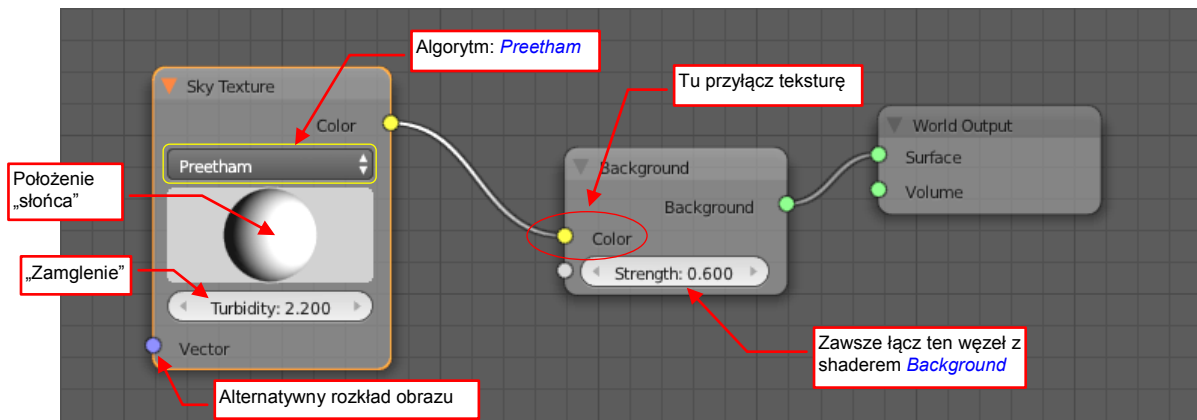 Algorytm: Preetham
Sky Texture
Color
Preetham
Położenie
„słońca”
„Zamglenie”
Turbidity: 2.200
Vector
Alternatywny rozkład obrazu
Tu przyłącz teksturę
Background
Background
Color
Strength: 0.600
Zawsze łącz ten węzeł z
shaderem Background
World Output
Surface
Volume